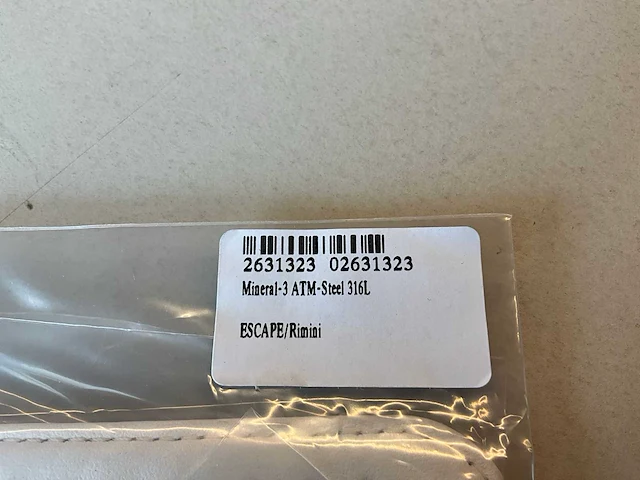 2631323 02631323
Mineral-3 ATM-Steel 316L
ESCAPE/Rimini